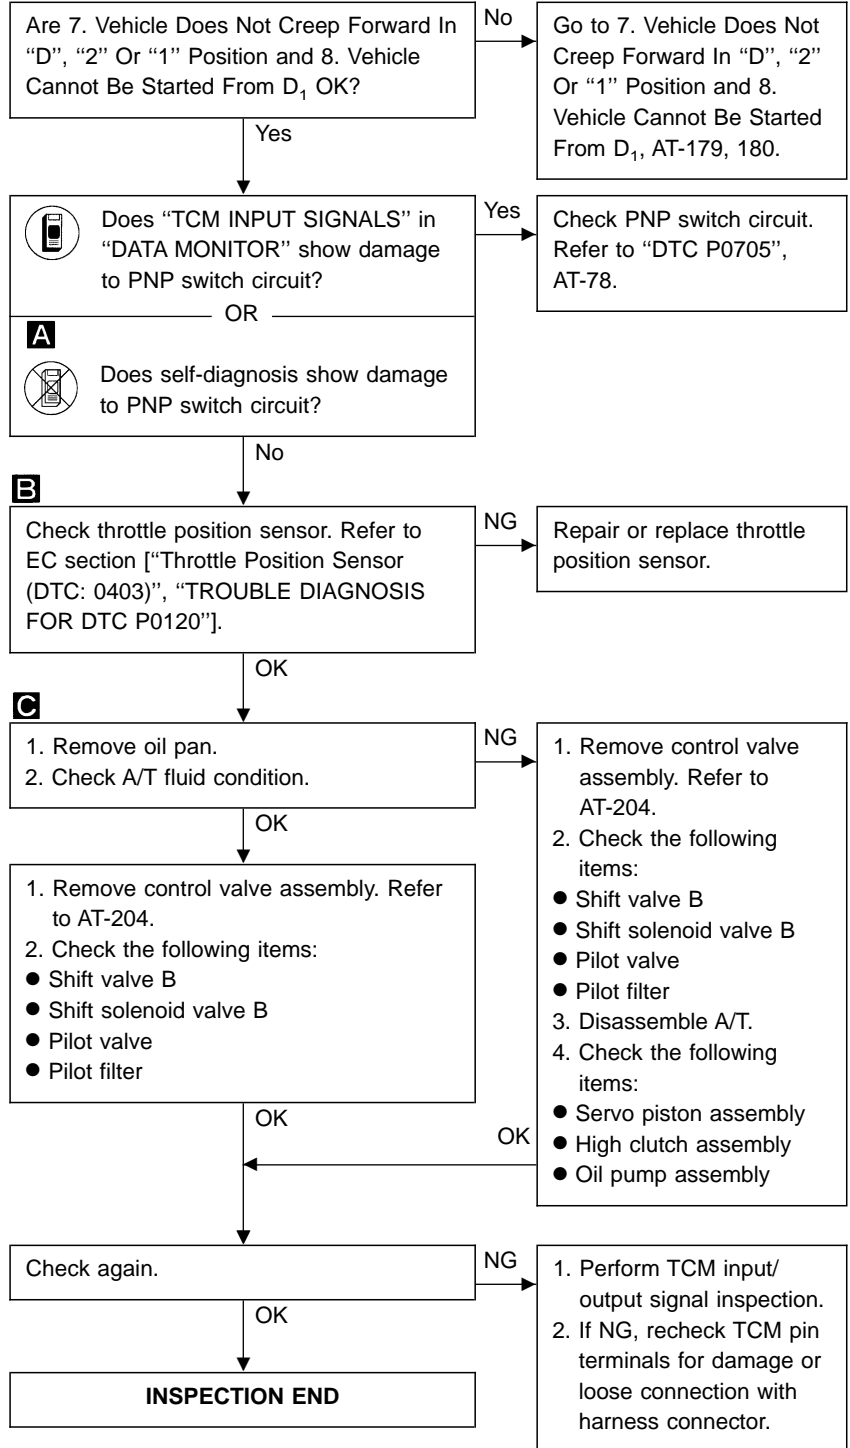 Are 7. Vehicle Does Not Creep Forward In
“D”, “2” Or “1” Position and 8. Vehicle
Cannot Be Started From D1 OK?
No
Go to 7. Vehicle Does Not
Creep Forward In “D”, “2”
Or “1” Position and 8.
Vehicle Cannot Be Started
From D1, AT-179, 180.
Yes
Does “TCM INPUT SIGNALS” in
“DATA MONITOR” show damage
to PNP switch circuit?
Yes
Check PNP switch circuit.
Refer to “DTC P0705”,
AT-78.
OR
A
Does self-diagnosis show damage
to PNP switch circuit?
No
B
Check throttle position sensor. Refer to
EC section [“Throttle Position Sensor
(DTC: 0403)”, “TROUBLE DIAGNOSIS
FOR DTC P0120”].
NG
Repair or replace throttle
position sensor.
OK
C
1. Remove oil pan.
2. Check A/T fluid condition.
NG
1. Remove control valve
assembly. Refer to
AT-204.
2. Check the following
items:
● Shift valve B
● Shift solenoid valve B
● Pilot valve
● Pilot filter
3. Disassemble A/T.
4. Check the following
items:
● Servo piston assembly
● High clutch assembly
● Oil pump assembly
OK
1. Remove control valve assembly. Refer
to AT-204.
2. Check the following items:
● Shift valve B
● Shift solenoid valve B
● Pilot valve
● Pilot filter
OK
OK
Check again.
NG
1. Perform TCM input/
output signal inspection.
2. If NG, recheck TCM pin
terminals for damage or
loose connection with
harness connector.
OK
INSPECTION END